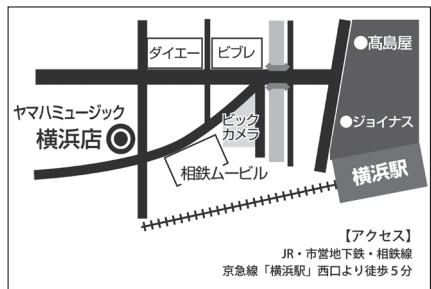 ダイエー
ビブレ
●髙島屋
ヤマハミュージック
横浜店
ビック
カメラ
●ジョイナス
相鉄ムービル
横浜駅
【アクセス】
JR・市営地下鉄・相鉄線
京急線「横浜駅」西口より徒歩5分